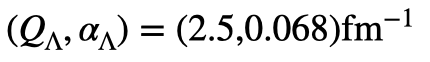 (Q_Λ, α_Λ) = (2.5,0.068)fm⁻¹